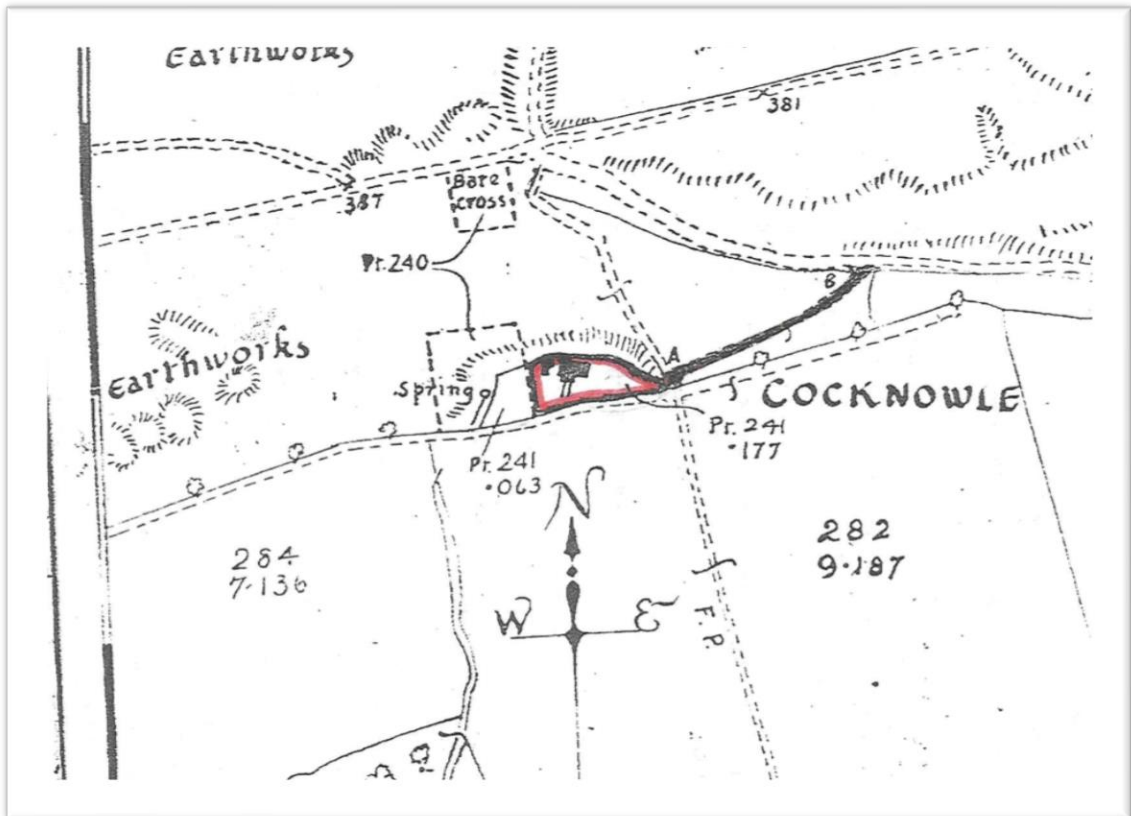 Earthworks
381
Bare
CROSS
387
Pr. 240
B
Earthworks
A
Spring
COCKNOWLE
Pr. 241
·177
Pr. 241
·063
N
284
7·136
282
9·187
W
E
F.P.